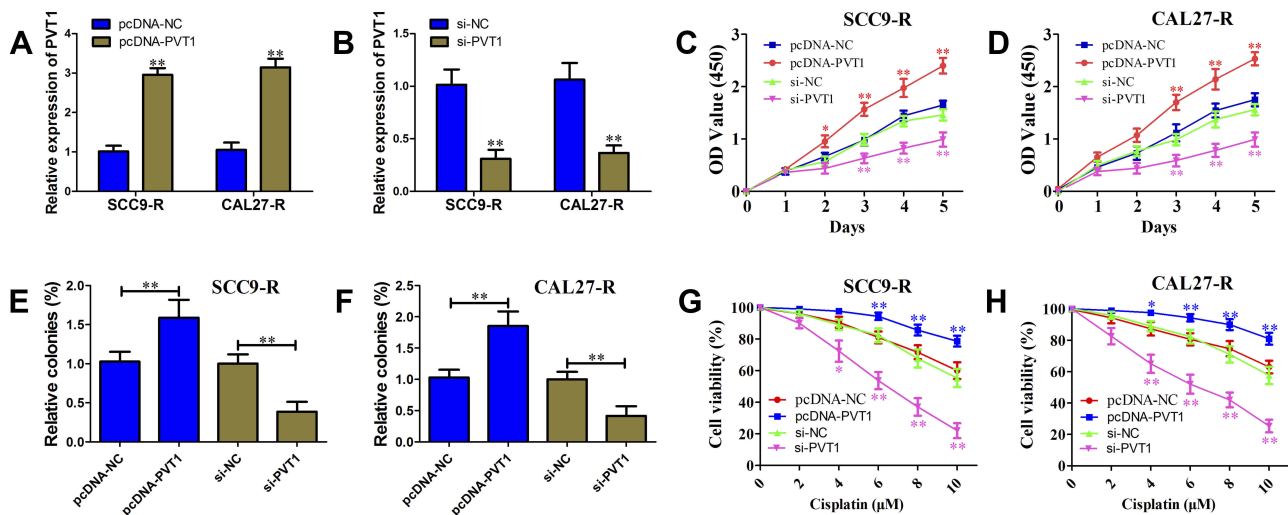 A
Relative expression of PVT1
pcDNA-NC
pcDNA-PVT1
4
3
2
1
0
**
**
SCC9-R
CAL27-R
B
Relative expression of PVT1
si-NC
si-PVT1
1.5
1.0
0.5
0.0
**
**
SCC9-R
CAL27-R
C
SCC9-R
OD Value (450)
pcDNA-NC
pcDNA-PVT1
si-NC
si-PVT1
3
2
1
0
*
**
**
**
**
**
**
0 1 2 3 4 5
Days
D
CAL27-R
OD Value (450)
pcDNA-NC
pcDNA-PVT1
si-NC
si-PVT1
3
2
1
0
**
**
**
**
**
**
0 1 2 3 4 5
Days
E
SCC9-R
Relative colonies (%)
2.0
1.5
1.0
0.5
0.0
**
**
pcDNA-NC
pcDNA-PVT1
si-NC
si-PVT1
F
CAL27-R
Relative colonies (%)
2.5
2.0
1.5
1.0
0.5
0.0
**
**
pcDNA-NC
pcDNA-PVT1
si-NC
si-PVT1
G
SCC9-R
Cell viability (%)
100
80
60
40
20
0
**
**
**
*
**
**
**
pcDNA-NC
pcDNA-PVT1
si-NC
si-PVT1
0 2 4 6 8 10
Cisplatin (μM)
H
CAL27-R
Cell viability (%)
100
80
60
40
20
0
*
**
**
**
**
**
**
**
pcDNA-NC
pcDNA-PVT1
si-NC
si-PVT1
0 2 4 6 8 10
Cisplatin (μM)